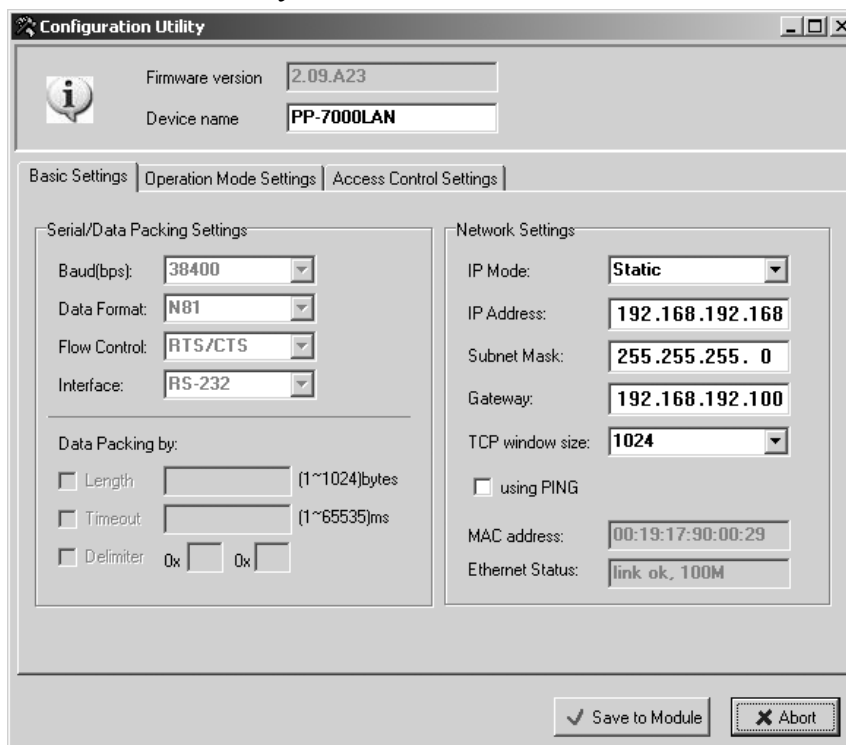 Configuration Utility
Firmware version 2.09.A23
Device name PP-7000LAN
Basic Settings Operation Mode Settings Access Control Settings
Serial/Data Packing Settings
Baud(bps): 38400
Data Format: N81
Flow Control: RTS/CTS
Interface: RS-232
Data Packing by:
Length (1~1024)bytes
Timeout (1~65535)ms
Delimiter 0x 0x
Network Settings
IP Mode: Static
IP Address: 192.168.192.168
Subnet Mask: 255.255.255. 0
Gateway: 192.168.192.100
TCP window size: 1024
using PING
MAC address: 00:19:17:90:00:29
Ethernet Status: link ok, 100M
Save to Module Abort